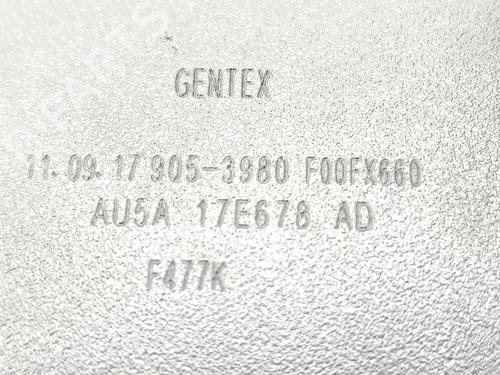 GENTEX
11.09.17 905-3980 F00FX660
AU5A 17E678 AD
F477K